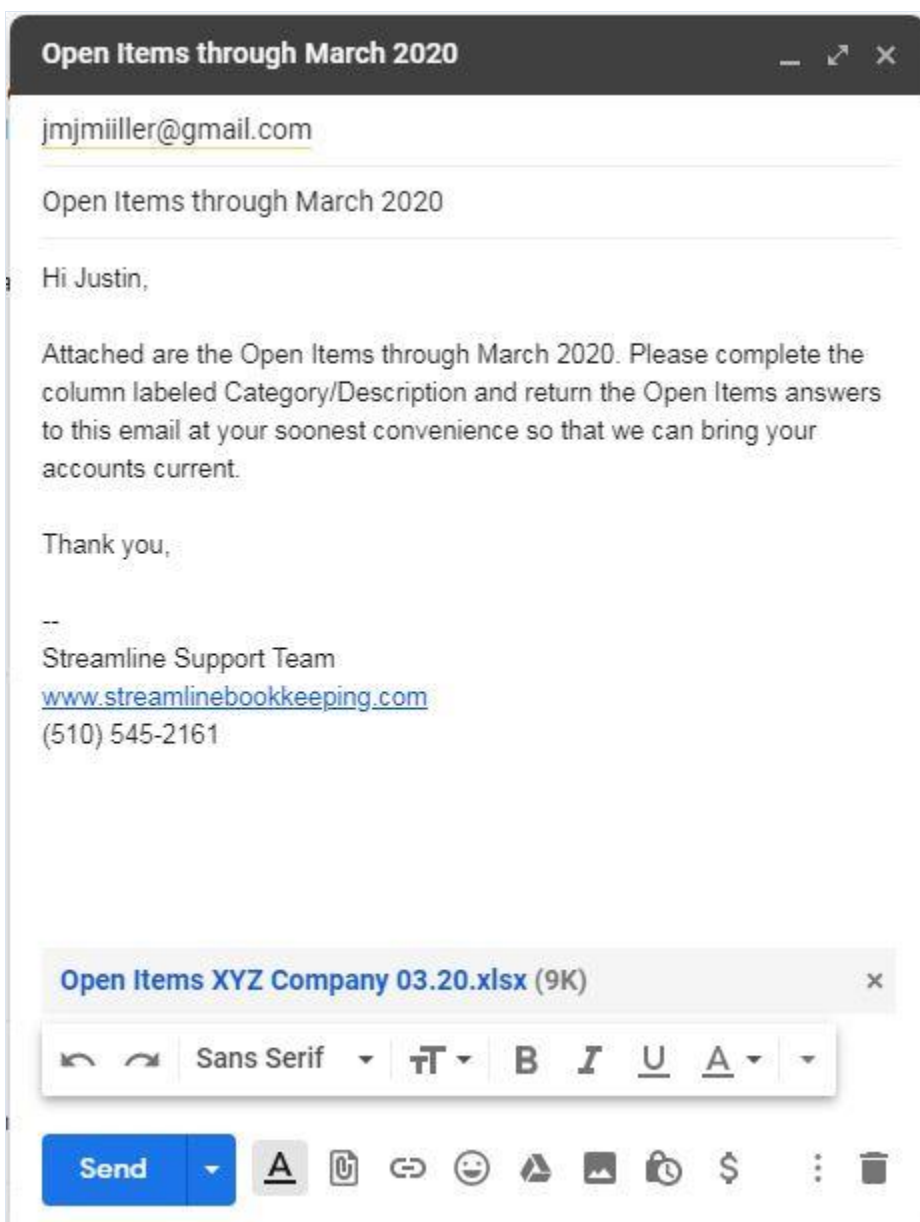 Open Items through March 2020
jmjmiiller@gmail.com
Open Items through March 2020
Hi Justin,
Attached are the Open Items through March 2020. Please complete the
column labeled Category/Description and return the Open Items answers
to this email at your soonest convenience so that we can bring your
accounts current.
Thank you,
--
Streamline Support Team
www.streamlinebookkeeping.com
(510) 545-2161
Open Items XYZ Company 03.20.xlsx (9K)
Sans Serif
Send